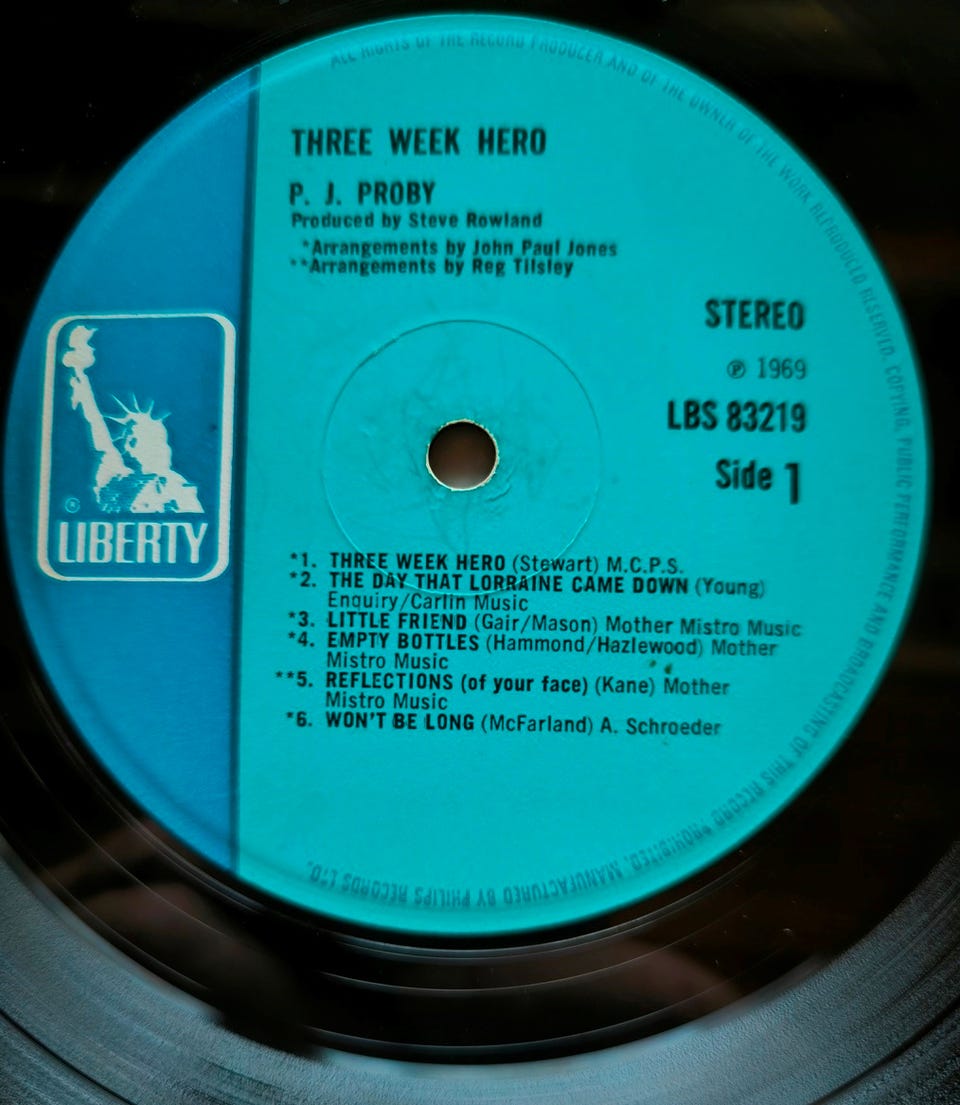 ALL RIGHTS OF THE RECORD PRODUCER AND OF THE OWNER OF THE WORK REPRODUCED RESERVED. COPYING, PUBLIC PERFORMANCE AND BROADCASTING OF THIS RECORD PROHIBITED. MANUFACTURED BY PHILIPS RECORDS LTD.
THREE WEEK HERO
P. J. PROBY
Produced by Steve Rowland
*Arrangements by John Paul Jones
**Arrangements by Reg Tilsley
STEREO
℗ 1969
LBS 83219
Side 1
®
LIBERTY
*1. THREE WEEK HERO (Stewart) M.C.P.S.
*2. THE DAY THAT LORRAINE CAME DOWN (Young)
Enquiry/Carlin Music
*3. LITTLE FRIEND (Gair/Mason) Mother Mistro Music
*4. EMPTY BOTTLES (Hammond/Hazlewood) Mother
Mistro Music
**5. REFLECTIONS (of your face) (Kane) Mother
Mistro Music
*6. WON'T BE LONG (McFarland) A. Schroeder